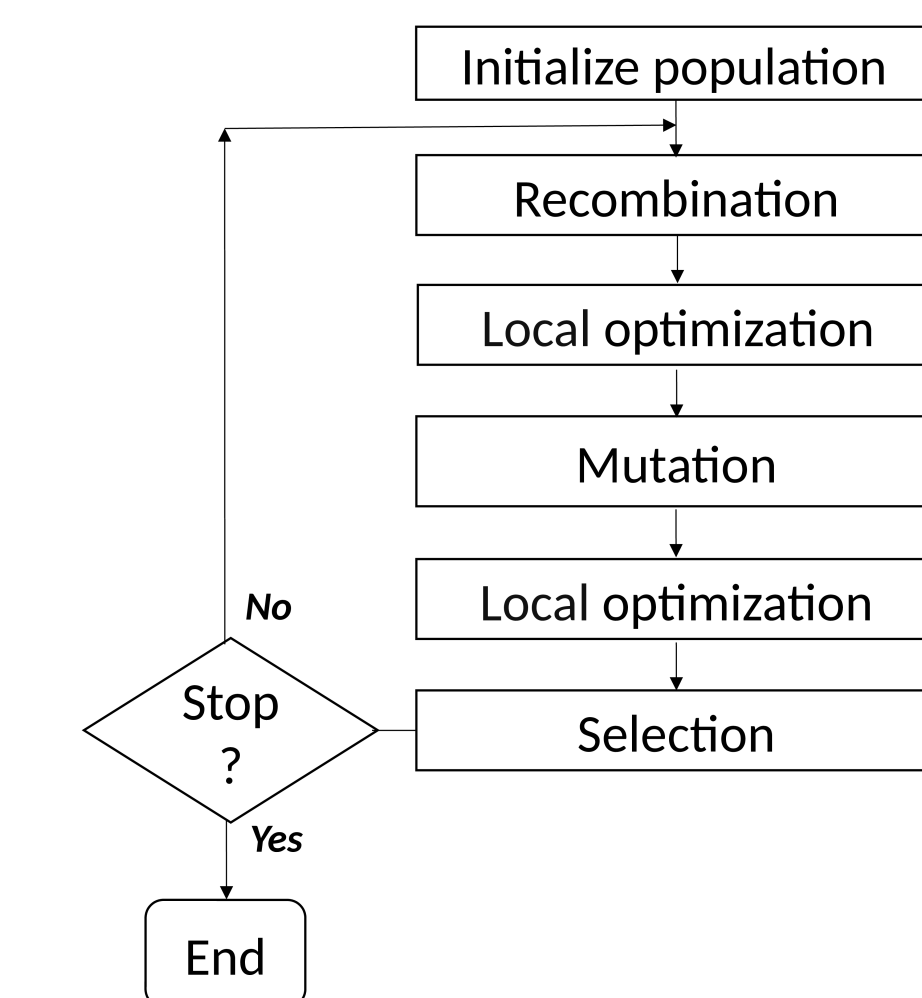 Initialize population
Recombination
Local optimization
Mutation
Local optimization
No
Stop
?
Selection
Yes
End